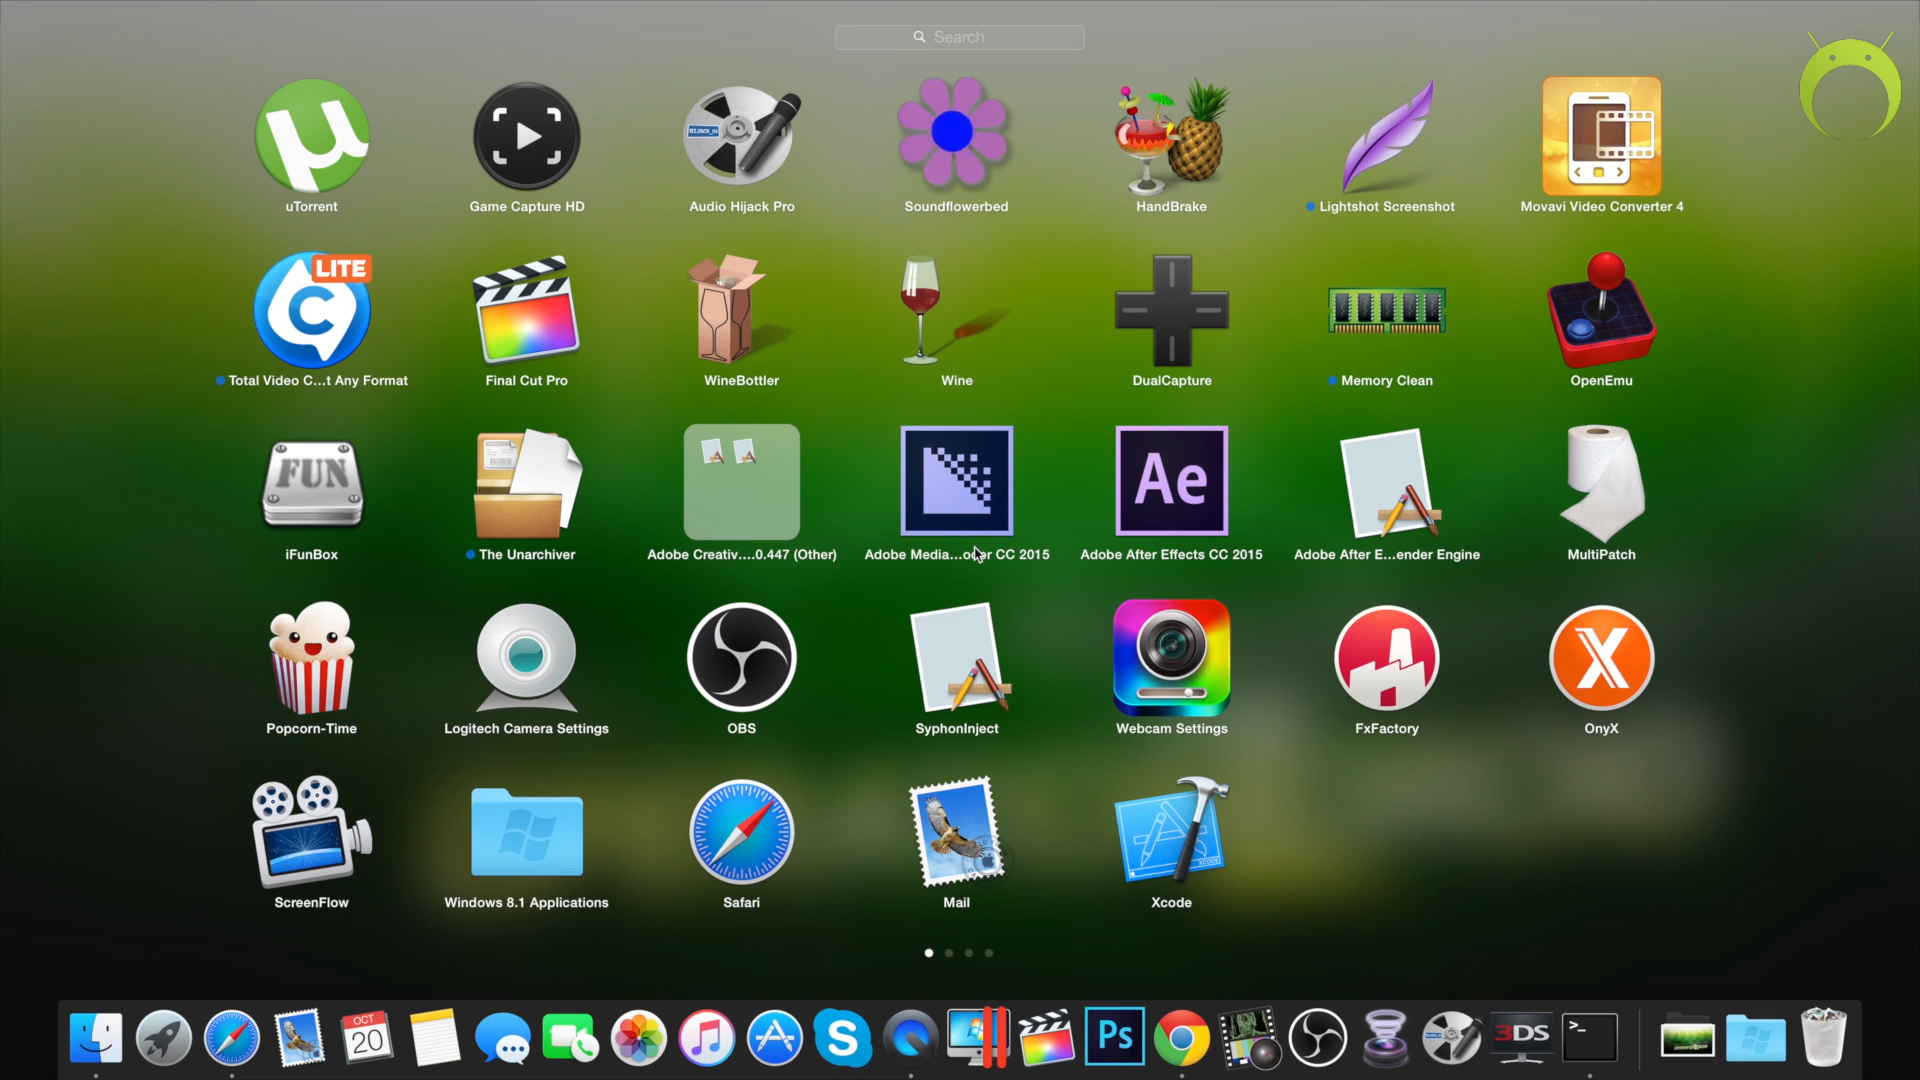 Search
HIJACK_04
uTorrent
Game Capture HD
Audio Hijack Pro
Soundflowerbed
HandBrake
Lightshot Screenshot
Movavi Video Converter 4
LITE
C
Total Video C...t Any Format
Final Cut Pro
WineBottler
Wine
DualCapture
Memory Clean
OpenEmu
FUN
Ae
iFunBox
The Unarchiver
Adobe Creativ....0.447 (Other)
Adobe Media...oder CC 2015
Adobe After Effects CC 2015
Adobe After E...ender Engine
MultiPatch
X
Popcorn-Time
Logitech Camera Settings
OBS
SyphonInject
Webcam Settings
FxFactory
OnyX
XCODE
ScreenFlow
Windows 8.1 Applications
Safari
Mail
Xcode
OCT
20
S
Ps
3DS
>_